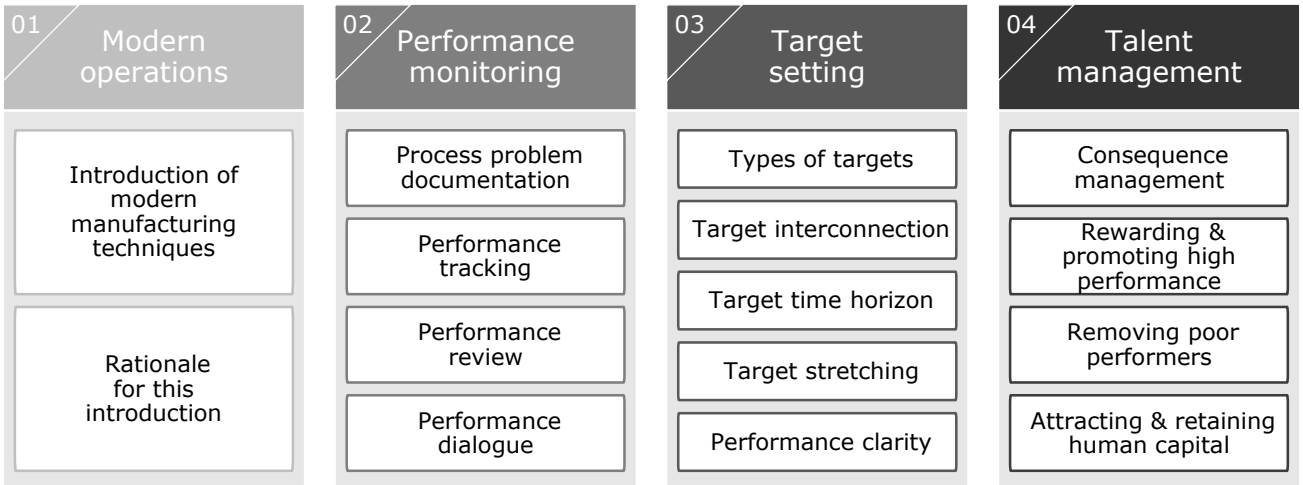 01
Modern
operations
Introduction of
modern
manufacturing
techniques
Rationale
for this
introduction
02
Performance
monitoring
Process problem
documentation
Performance
tracking
Performance
review
Performance
dialogue
03
Target
setting
Types of targets
Target interconnection
Target time horizon
Target stretching
Performance clarity
04
Talent
management
Consequence
management
Rewarding &
promoting high
performance
Removing poor
performers
Attracting & retaining
human capital